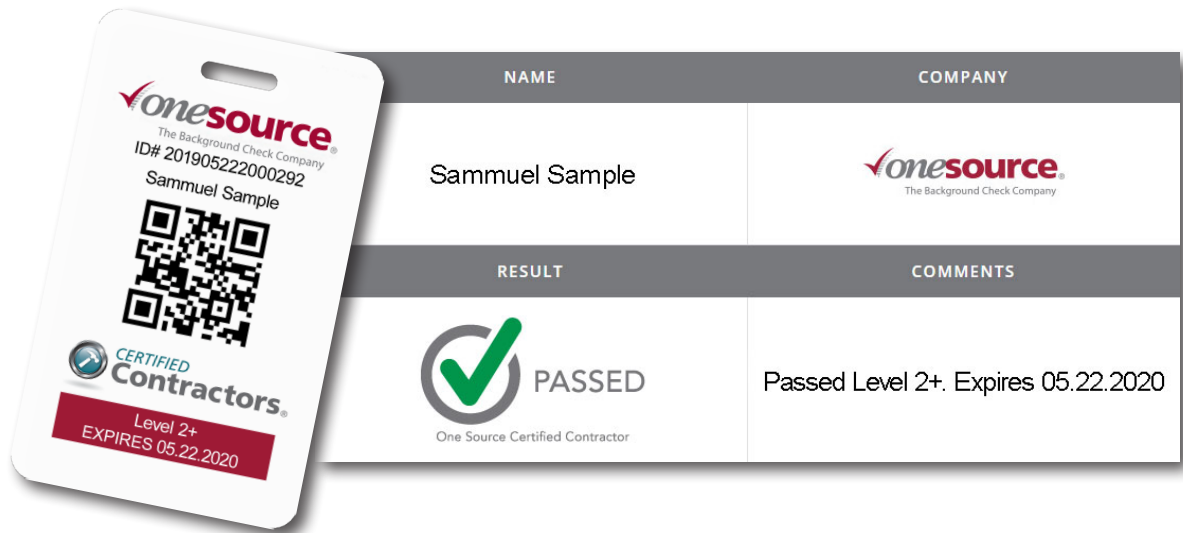 onesource®
The Background Check Company
ID# 201905222000292
Sammuel Sample
CERTIFIED
Contractors®
Level 2+
EXPIRES 05.22.2020
NAME
COMPANY
Sammuel Sample
onesource®
The Background Check Company
RESULT
COMMENTS
PASSED
One Source Certified Contractor
Passed Level 2+. Expires 05.22.2020